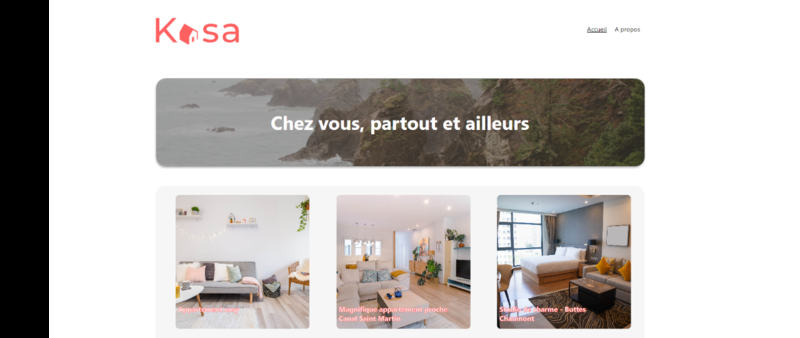 Kasa
Accueil
A propos
Chez vous, partout et ailleurs
Magnifique appartement proche
Canal Saint Martin
Studio de charme - Buttes
Chaumont